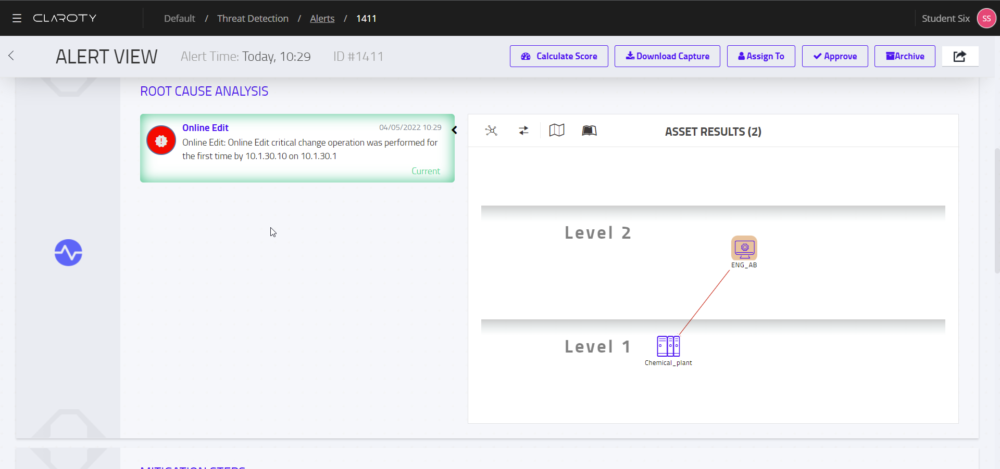 CLAROTY
Default / Threat Detection / Alerts / 1411
Student Six
SS
ALERT VIEW
Alert Time: Today, 10:29
ID #1411
Calculate Score
Download Capture
Assign To
Approve
Archive
ROOT CAUSE ANALYSIS
Online Edit
04/05/2022 10:29
Online Edit: Online Edit critical change operation was performed for
the first time by 10.1.30.10 on 10.1.30.1
Current
ASSET RESULTS (2)
Level 2
ENG_AB
Level 1
Chemical_plant
MITIGATION STEPS